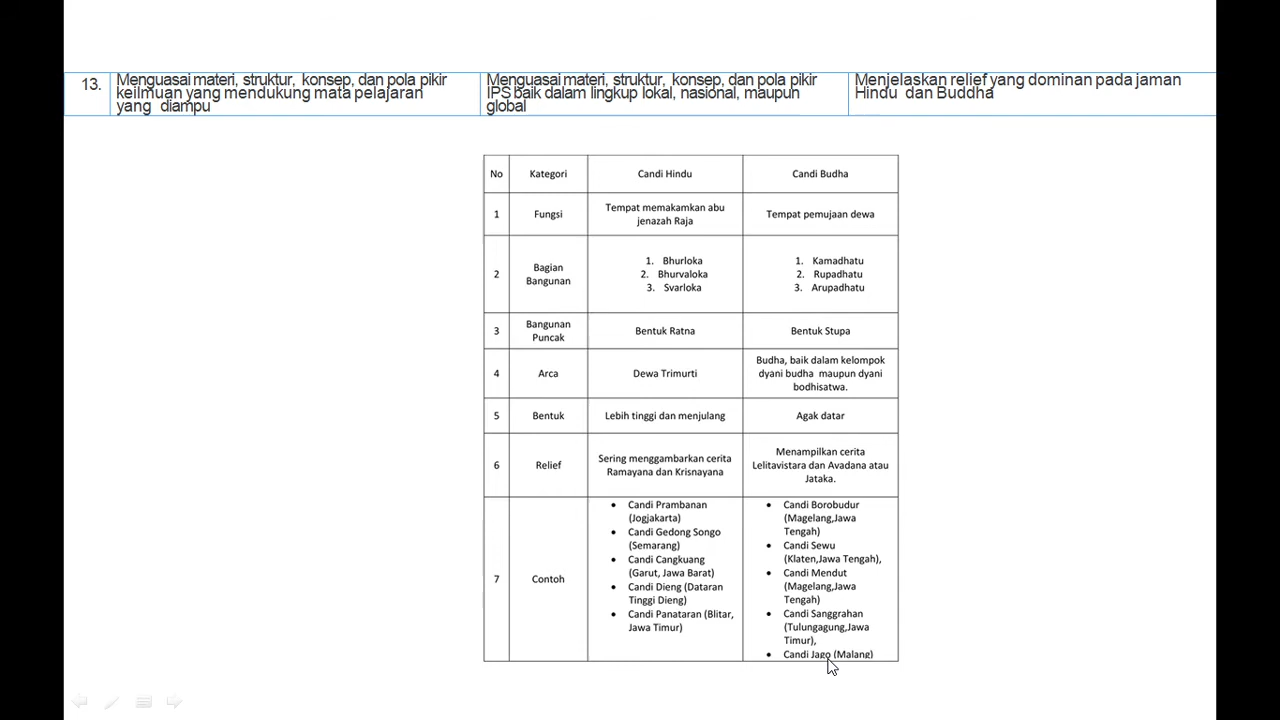 13.
Menguasai materi, struktur, konsep, dan pola pikir
keilmuan yang mendukung mata pelajaran
yang diampu
Menguasai materi, struktur, konsep, dan pola pikir
IPS baik dalam lingkup lokal, nasional, maupun
global
Menjelaskan relief yang dominan pada jaman
Hindu dan Buddha
No
Kategori
Candi Hindu
Candi Budha
1
Fungsi
Tempat memakamkan abu
jenazah Raja
Tempat pemujaan dewa
2
Bagian
Bangunan
1. Bhurloka
2. Bhurvaloka
3. Svarloka
1. Kamadhatu
2. Rupadhatu
3. Arupadhatu
3
Bangunan
Puncak
Bentuk Ratna
Bentuk Stupa
4
Arca
Dewa Trimurti
Budha, baik dalam kelompok
dyani budha maupun dyani
bodhisatwa.
5
Bentuk
Lebih tinggi dan menjulang
Agak datar
6
Relief
Sering menggambarkan cerita
Ramayana dan Krisnayana
Menampilkan cerita
Lelitavistara dan Avadana atau
Jataka.
7
Contoh
• Candi Prambanan
(Jogjakarta)
• Candi Gedong Songo
(Semarang)
• Candi Cangkuang
(Garut, Jawa Barat)
• Candi Dieng (Dataran
Tinggi Dieng)
• Candi Panataran (Blitar,
Jawa Timur)
• Candi Borobudur
(Magelang,Jawa
Tengah)
• Candi Sewu
(Klaten,Jawa Tengah),
• Candi Mendut
(Magelang,Jawa
Tengah)
• Candi Sanggrahan
(Tulungagung,Jawa
Timur),
• Candi Jago (Malang)